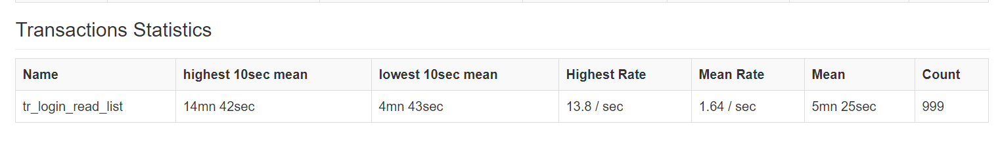 Transactions Statistics
Name highest 10sec mean lowest 10sec mean Highest Rate Mean Rate Mean Count
tr_login_read_list 14mn 42sec 4mn 43sec 13.8 / sec 1.64 / sec 5mn 25sec 999